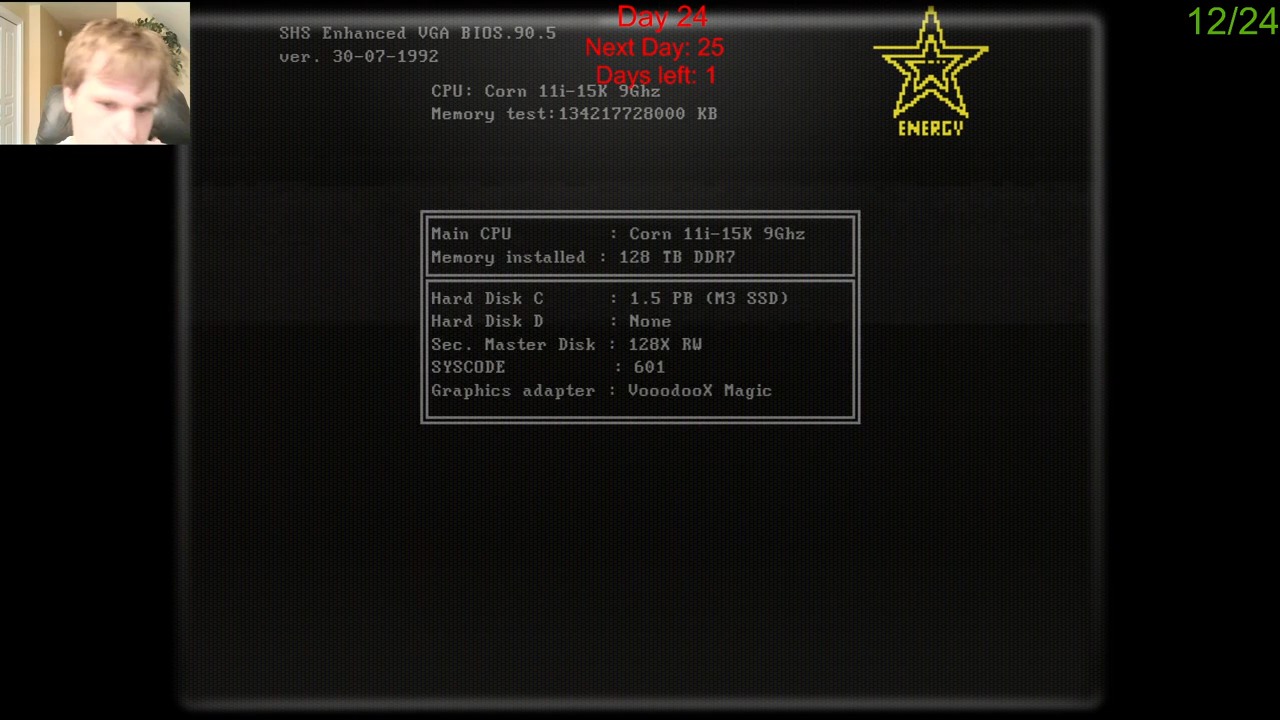 SHS Enhanced VGA BIOS.90.5
ver. 30-07-1992
Day 24
Next Day: 25
Days left: 1
12/24
ENERGY
CPU: Corn 11i-15K 9Ghz
Memory test:134217728000 KB
Main CPU : Corn 11i-15K 9Ghz
Memory installed : 128 TB DDR7
Hard Disk C : 1.5 PB (M3 SSD)
Hard Disk D : None
Sec. Master Disk : 128X RW
SYSCODE : 601
Graphics adapter : VooodooX Magic